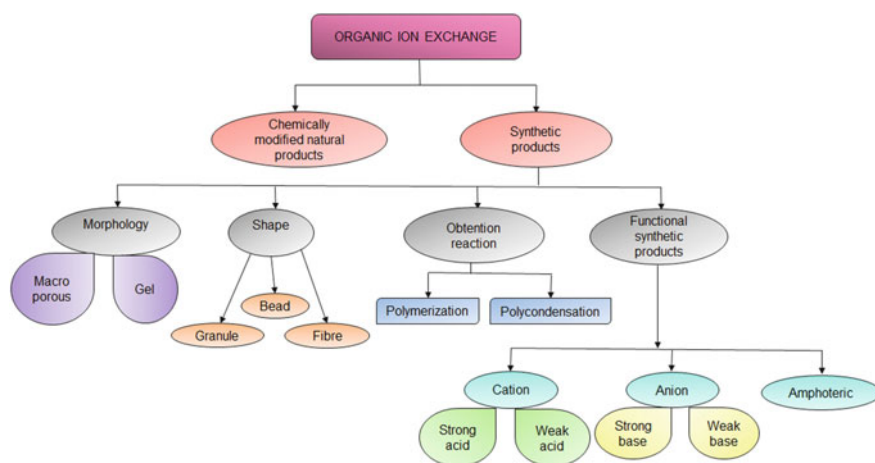 ORGANIC ION EXCHANGE
Chemically
modified natural
products
Synthetic
products
Morphology
Shape
Obtention
reaction
Functional
synthetic
products
Macro
porous
Gel
Bead
Granule
Fibre
Polymerization
Polycondensation
Cation
Anion
Amphoteric
Strong
acid
Weak
acid
Strong
base
Weak
base